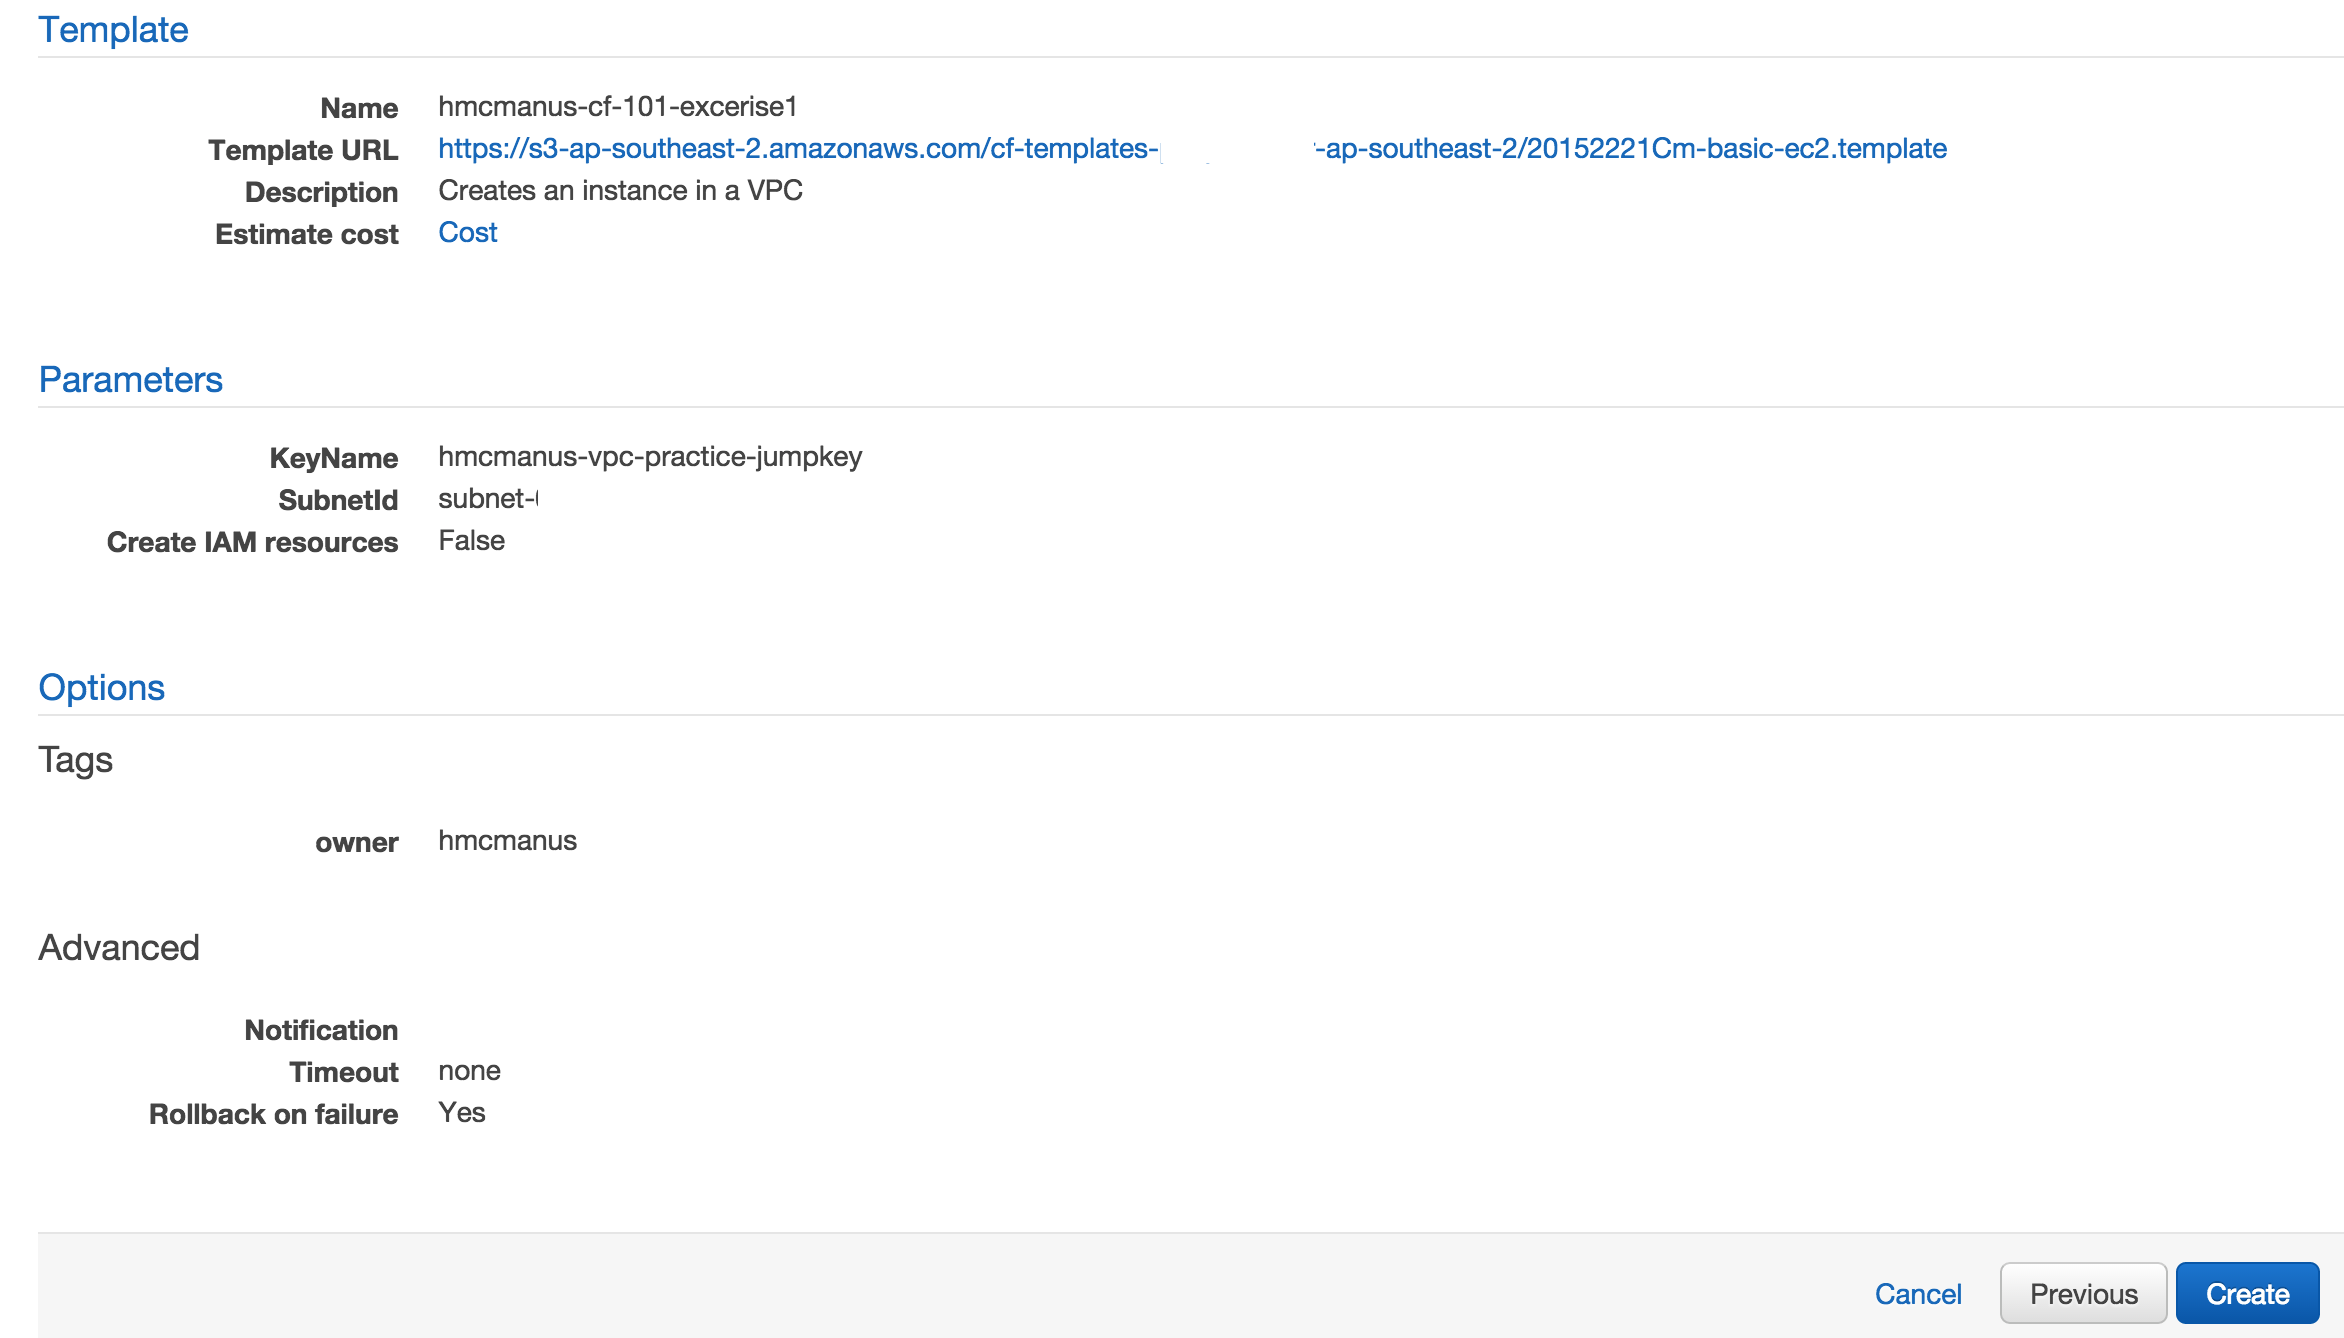 Template
Name hmcmanus-cf-101-excerise1
Template URL https://s3-ap-southeast-2.amazonaws.com/cf-templates- -ap-southeast-2/20152221Cm-basic-ec2.template
Description Creates an instance in a VPC
Estimate cost Cost
Parameters
KeyName hmcmanus-vpc-practice-jumpkey
SubnetId subnet-
Create IAM resources False
Options
Tags
owner hmcmanus
Advanced
Notification
Timeout none
Rollback on failure Yes
Cancel Previous Create